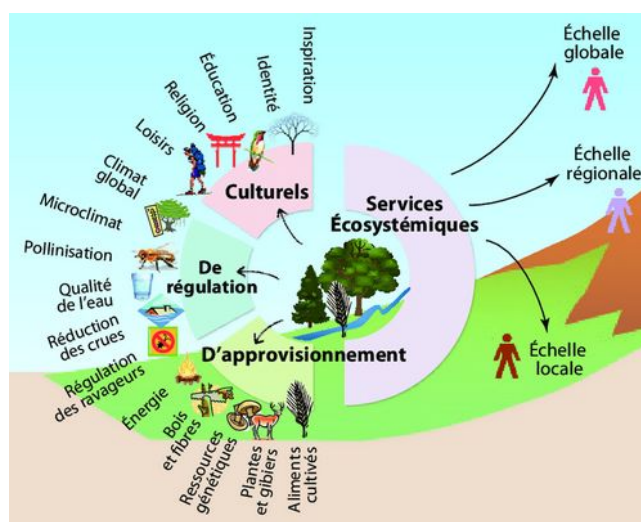 Inspiration
Identité
Éducation
Religion
Loisirs
Climat
global
Microclimat
Pollinisation
Qualité
de l'eau
Réduction
des crues
Régulation
des ravageurs
Énergie
Bois
et fibres
Ressources
génétiques
Plantes
et gibiers
Aliments
cultivés
Culturels
De
régulation
D'approvisionnement
Services
Écosystémiques
Échelle
globale
Échelle
régionale
Échelle
locale